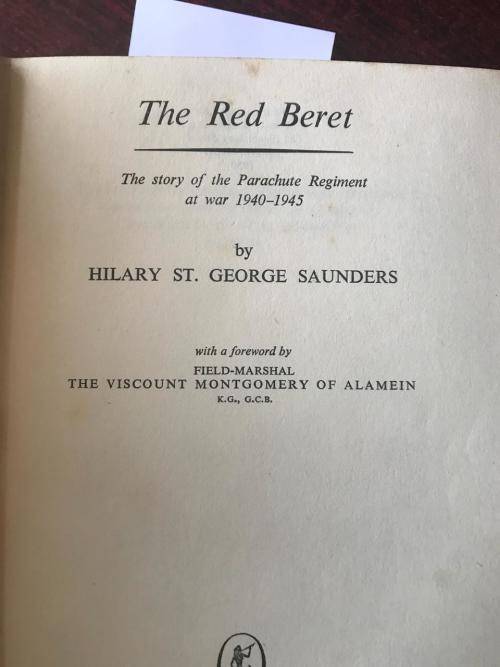 The Red Beret
The story of the Parachute Regiment
at war 1940–1945
by
HILARY ST. GEORGE SAUNDERS
with a foreword by
FIELD-MARSHAL
THE VISCOUNT MONTGOMERY OF ALAMEIN
K.G., G.C.B.